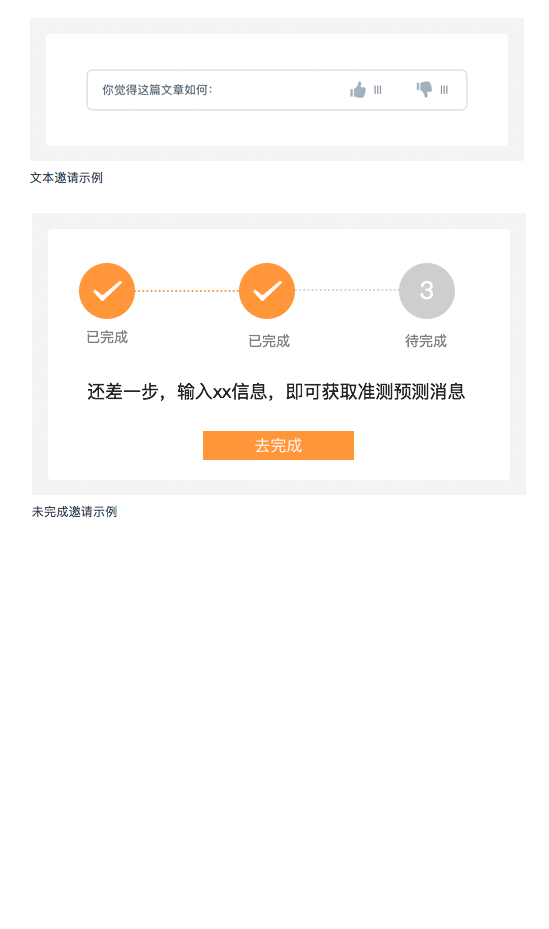 你觉得这篇文章如何：
文本邀请示例
3
已完成
已完成
待完成
还差一步，输入xx信息，即可获取准测预测消息
去完成
未完成邀请示例